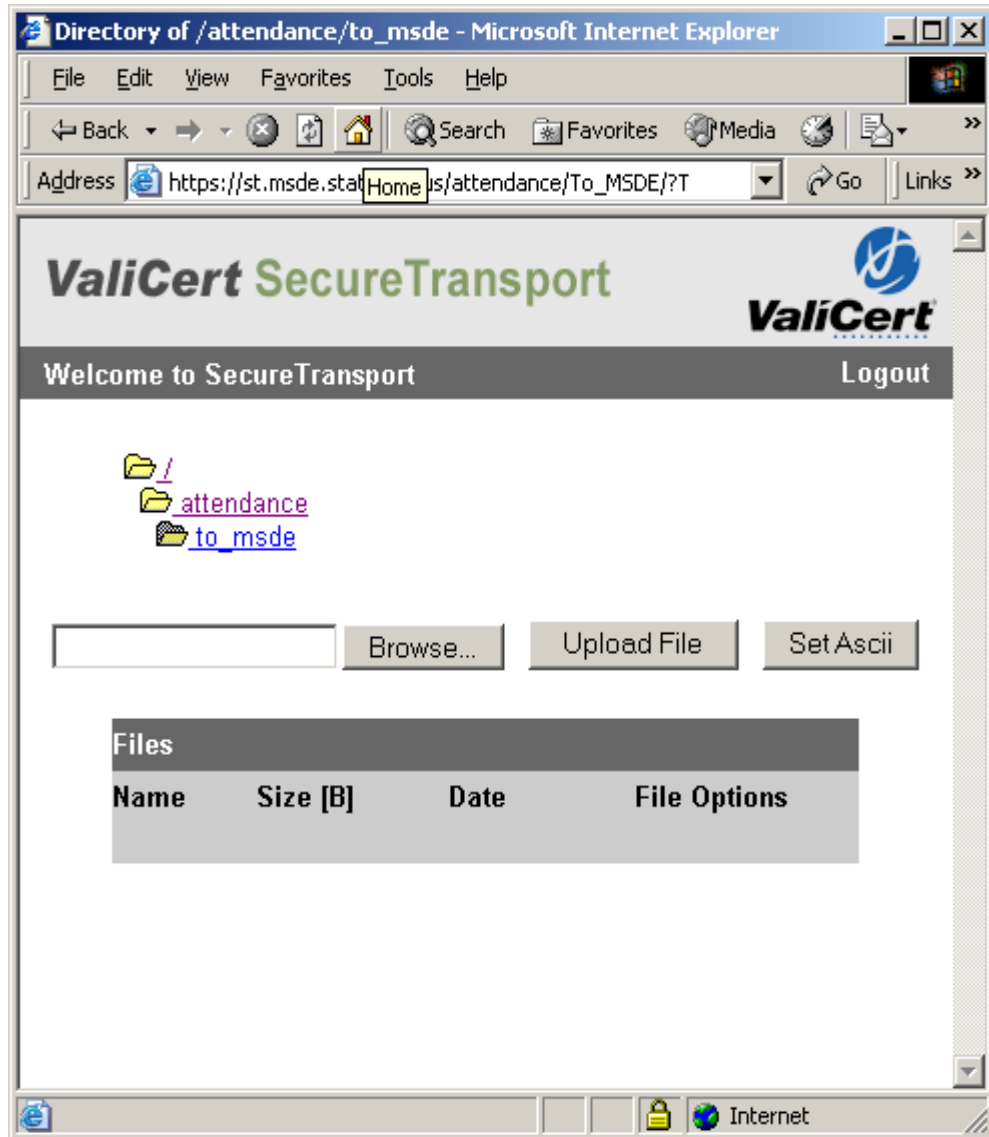 Directory of /attendance/to_msde - Microsoft Internet Explorer
File Edit View Favorites Tools Help
Back Search Favorites Media »
Address https://st.msde.stat Home us/attendance/To_MSDE/?T Go Links »
ValiCert SecureTransport
ValiCert
Welcome to SecureTransport Logout
/
attendance
to_msde
Browse... Upload File Set Ascii
Files
Name Size [B] Date File Options
Internet